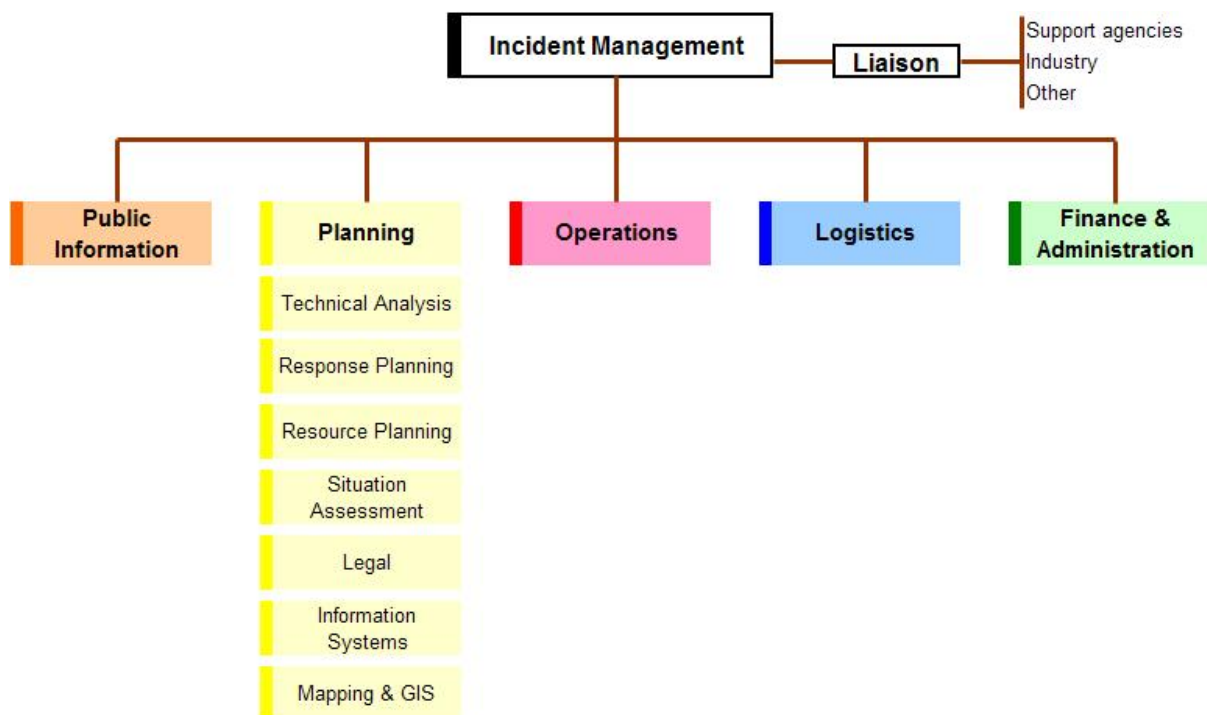 Incident Management
Liaison
Support agencies
Industry
Other
Public
Information
Planning
Operations
Logistics
Finance &
Administration
Technical Analysis
Response Planning
Resource Planning
Situation
Assessment
Legal
Information
Systems
Mapping & GIS